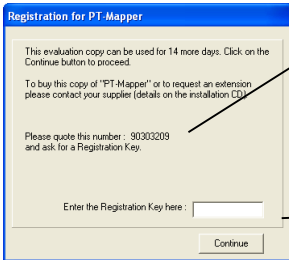 Registration for PT-Mapper
This evaluation copy can be used for 14 more days. Click on the
Continue button to proceed.
To buy this copy of "PT-Mapper" or to request an extension
please contact your supplier (details on the installation CD)
Please quote this number : 90303209
and ask for a Registration Key.
Enter the Registration Key here :
Continue